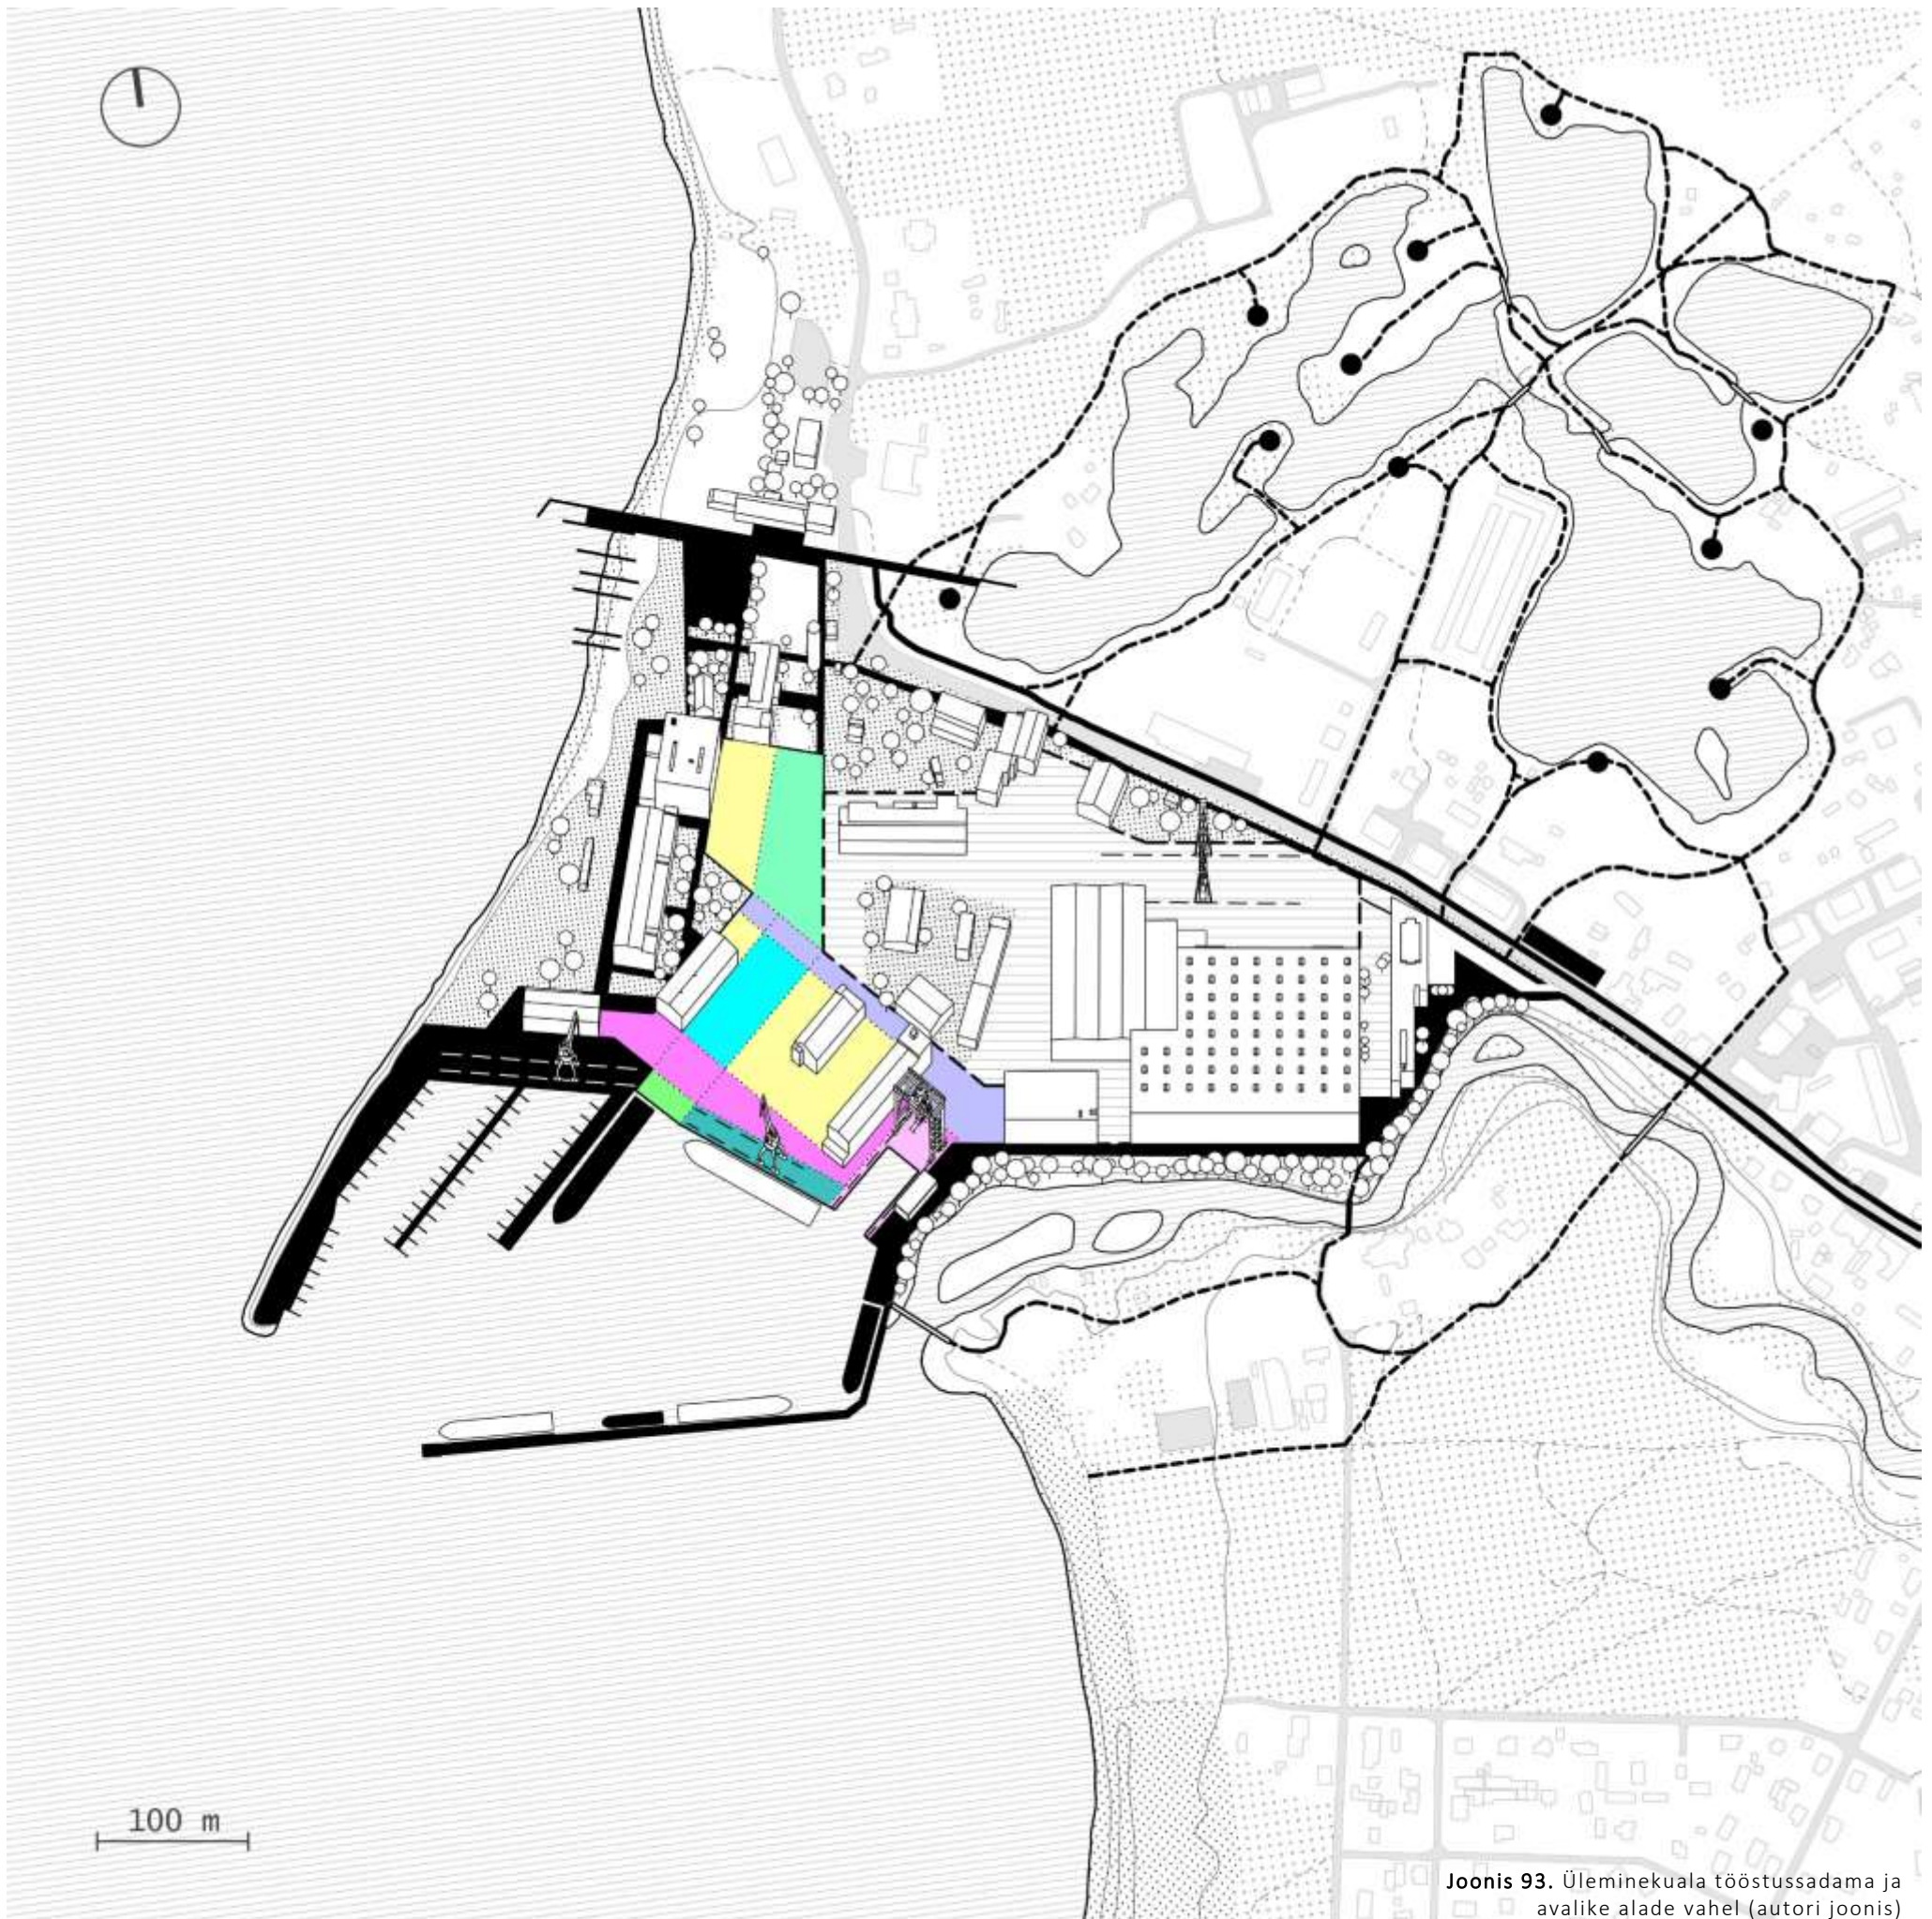 100 m
Joonis 93. Üleminekuala tööstussadama ja
avalike alade vahel (autori joonis)